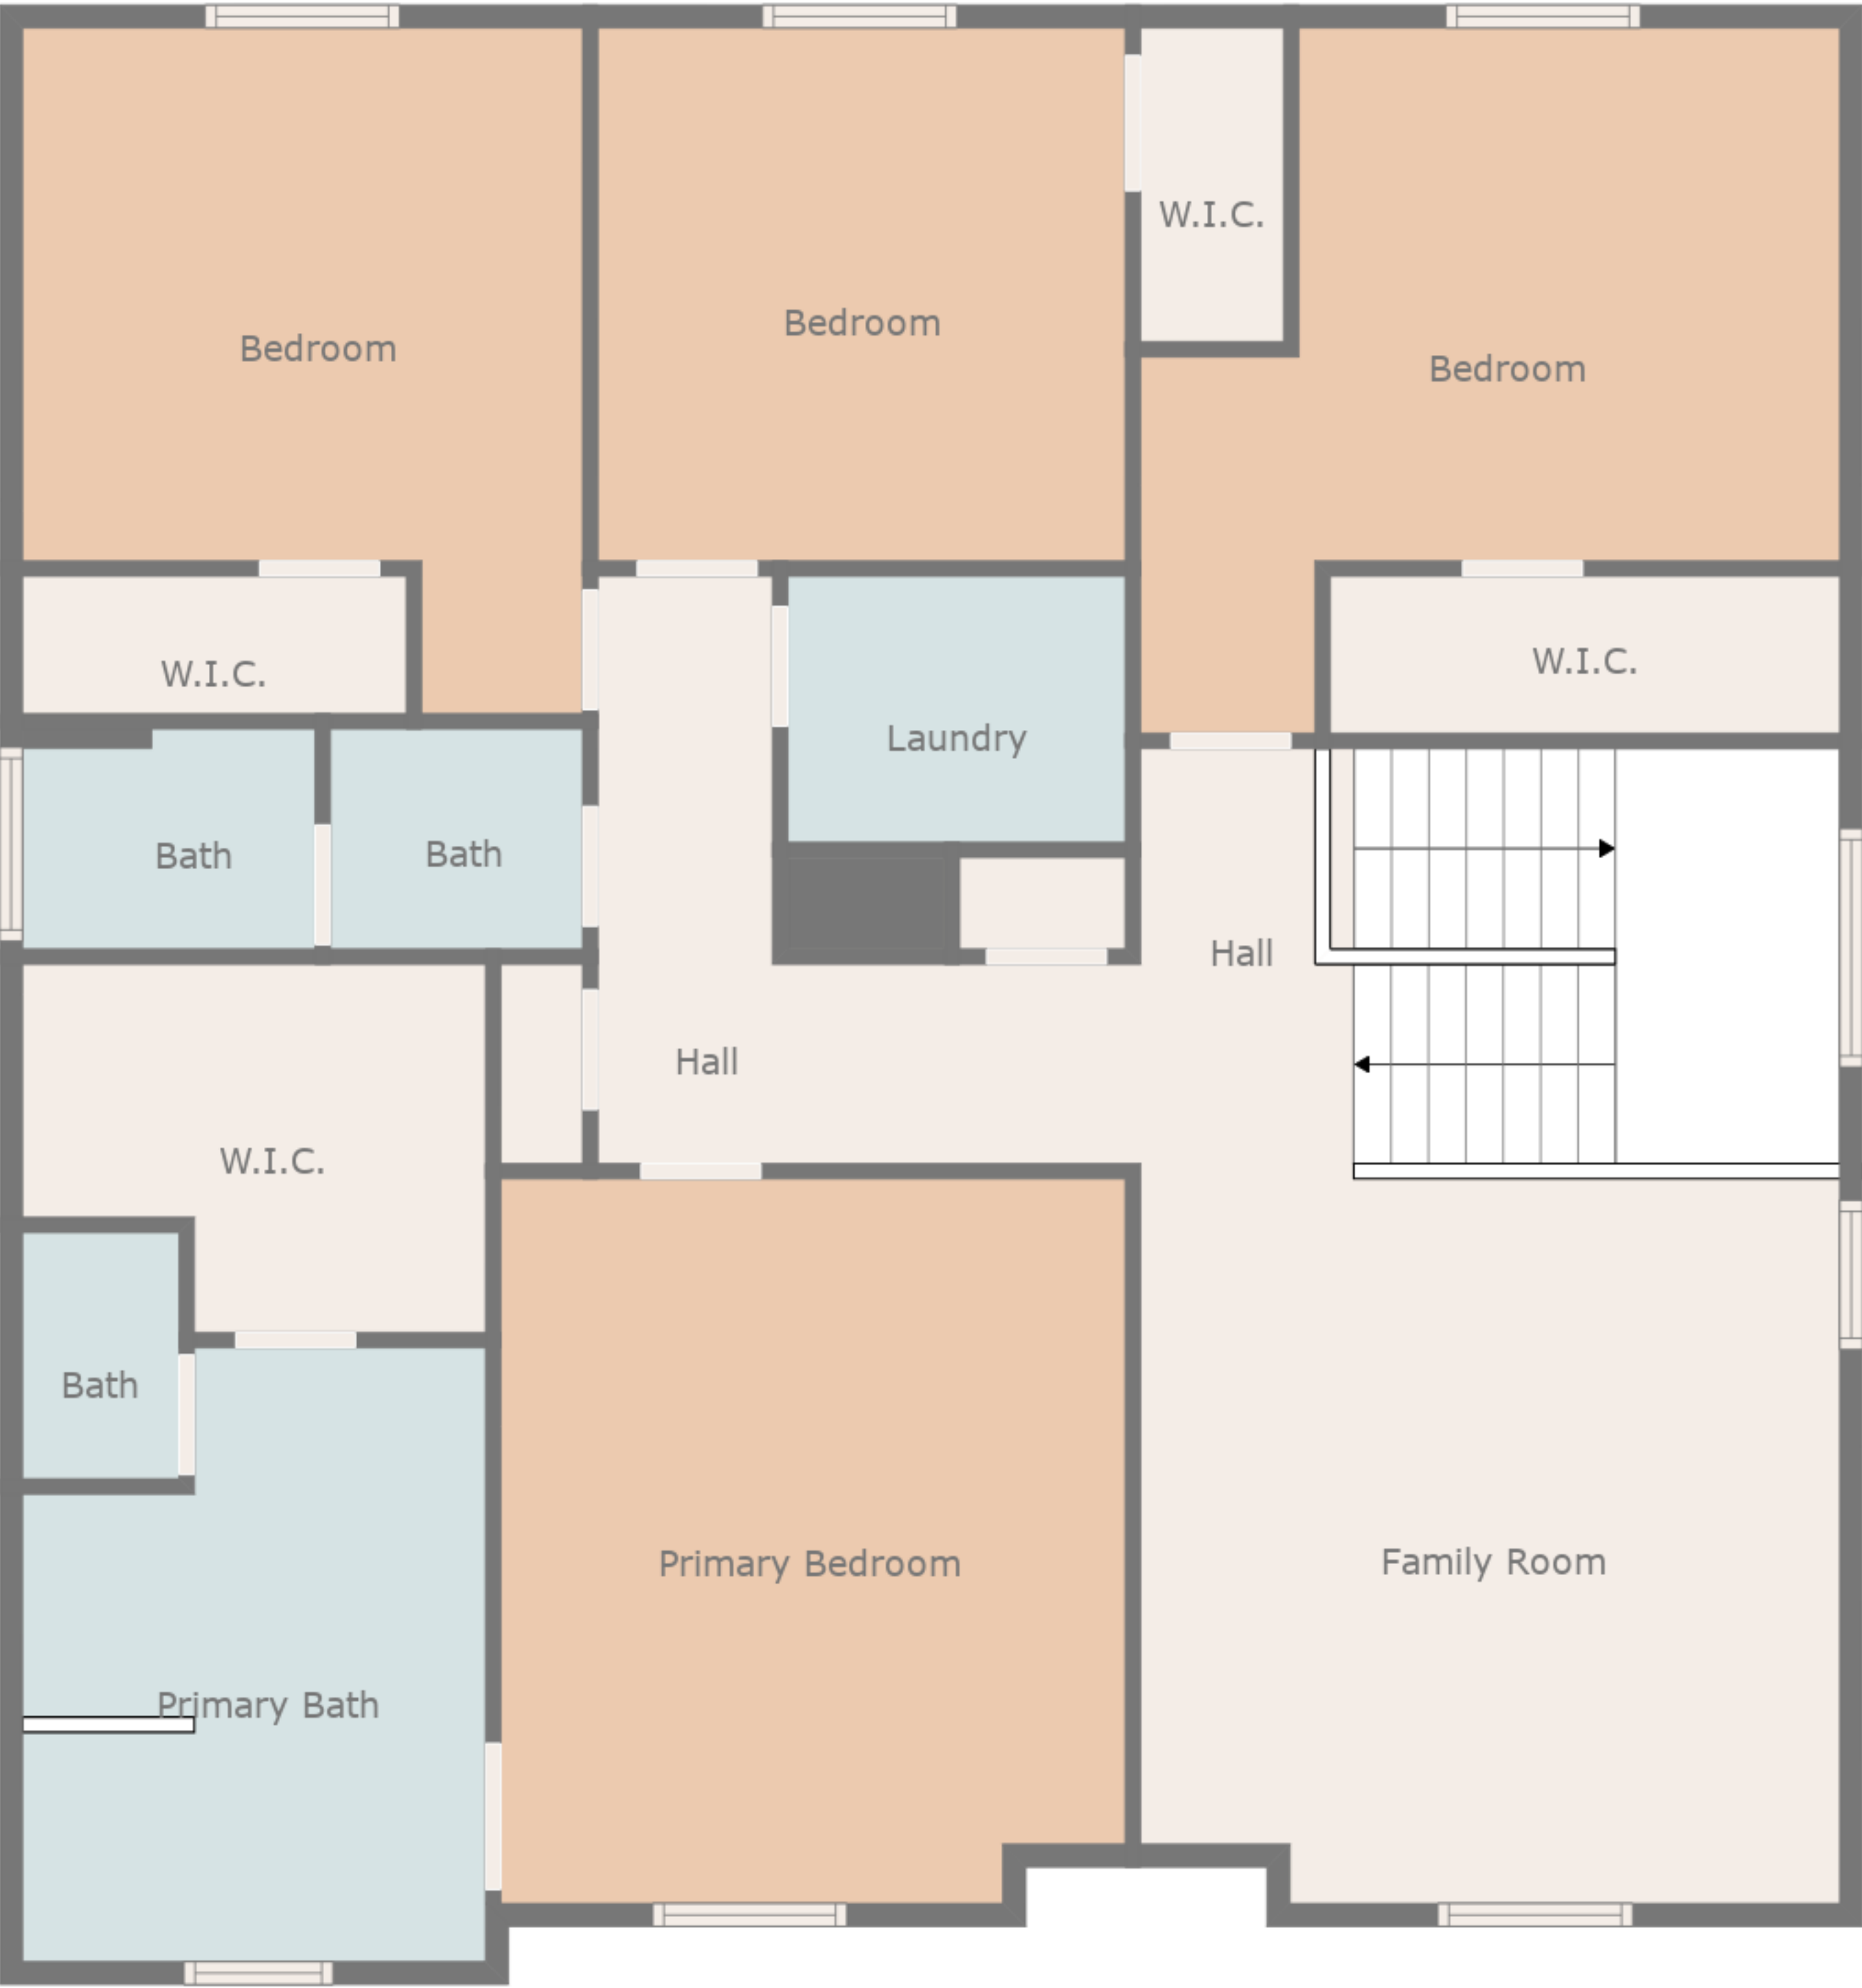 W.I.C.
Bedroom
Bedroom
Bedroom
W.I.C.
W.I.C.
Laundry
Bath
Bath
Hall
Hall
W.I.C.
Bath
Primary Bedroom
Family Room
Primary Bath